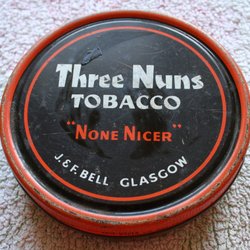 Three Nuns
TOBACCO
"NONE NICER"
J. & F. BELL GLASGOW